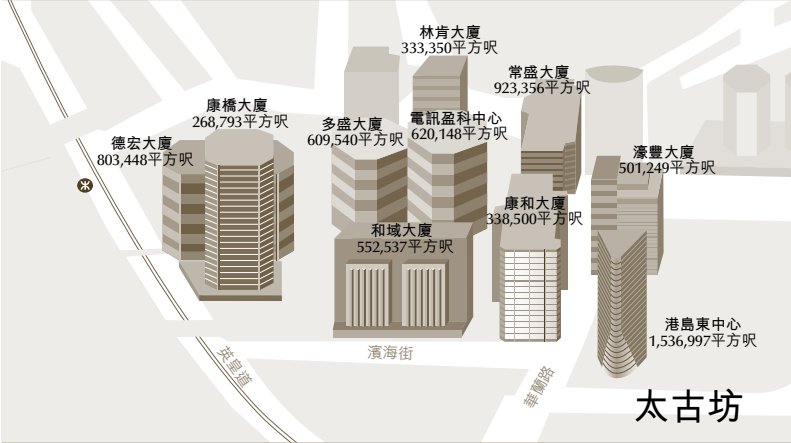 林肯大廈
333,350平方呎
常盛大廈
923,356平方呎
康橋大廈
268,793平方呎
多盛大廈
609,540平方呎
電訊盈科中心
620,148平方呎
德宏大廈
803,448平方呎
濠豐大廈
501,249平方呎
康和大廈
338,500平方呎
和域大廈
552,537平方呎
港島東中心
1,536,997平方呎
濱海街
英皇道
華蘭路
太古坊